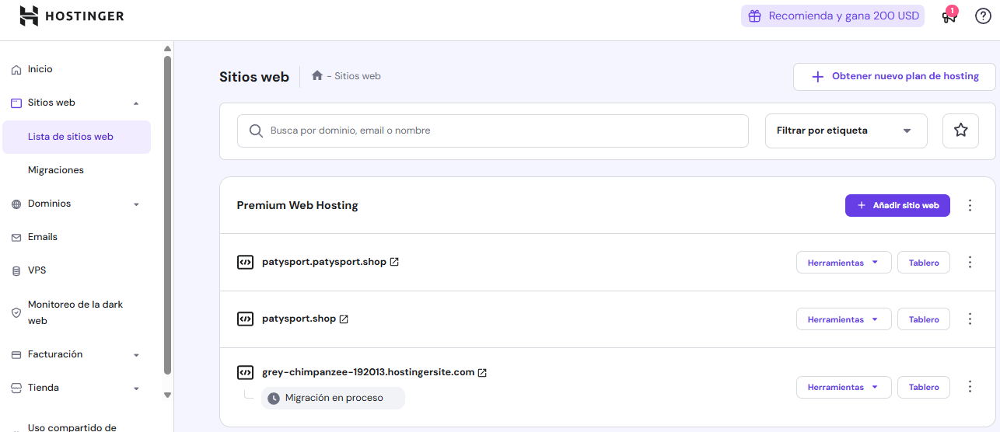 HOSTINGER
Recomienda y gana 200 USD
1
Inicio
Sitios web
Lista de sitios web
Migraciones
Dominios
Emails
VPS
Monitoreo de la dark
web
Facturación
Tienda
Uso compartido de
Sitios web
– Sitios web
+ Obtener nuevo plan de hosting
Busca por dominio, email o nombre
Filtrar por etiqueta
Premium Web Hosting
+ Añadir sitio web
patysport.patysport.shop
Herramientas
Tablero
patysport.shop
Herramientas
Tablero
grey-chimpanzee-192013.hostingersite.com
Migración en proceso
Herramientas
Tablero